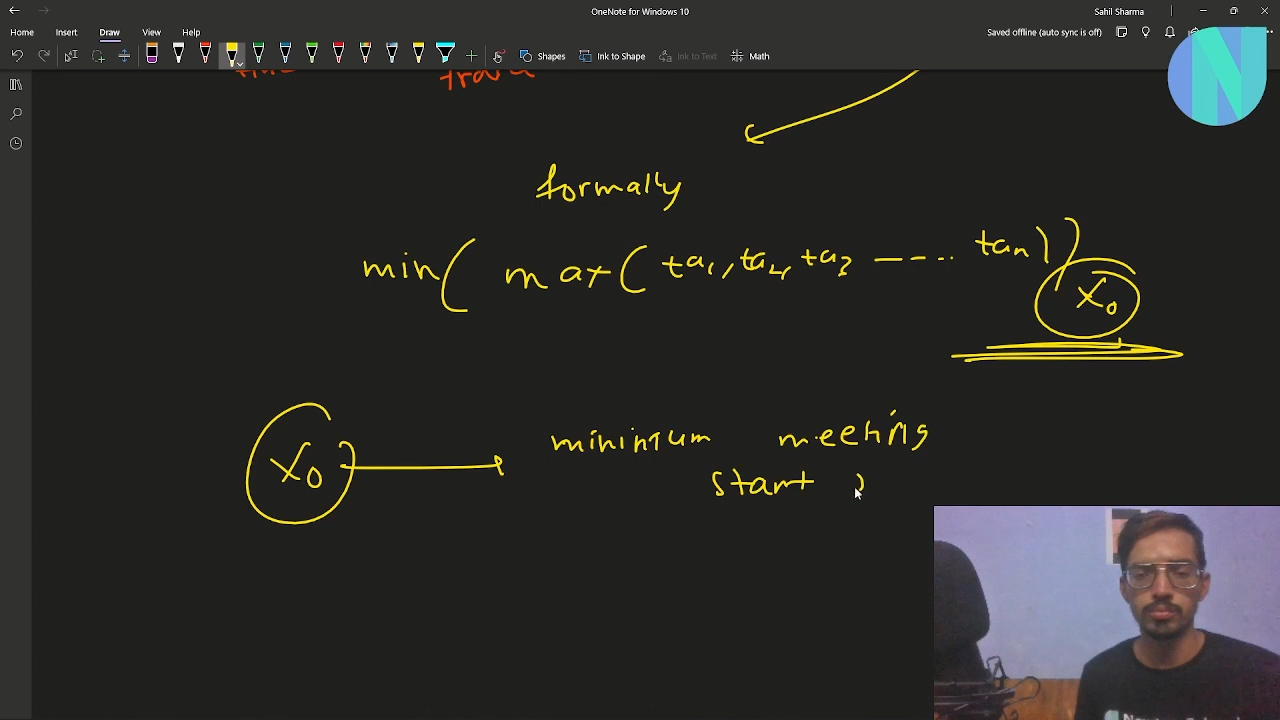 OneNote for Windows 10
Sahil Sharma
Home Insert Draw View Help
Saved offline (auto sync is off)
Shapes Ink to Shape Ink to Text Math
formally
min( max( ta1, ta2, ta3 ----.. tan))
x0
x0 minimum meeting
start